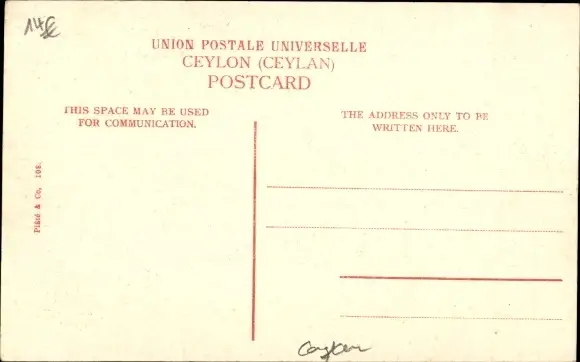 14€
UNION POSTALE UNIVERSELLE
CEYLON (CEYLAN)
POSTCARD
THIS SPACE MAY BE USED
FOR COMMUNICATION.
THE ADDRESS ONLY TO BE
WRITTEN HERE.
Plâté & Co, 108.
Ceylon